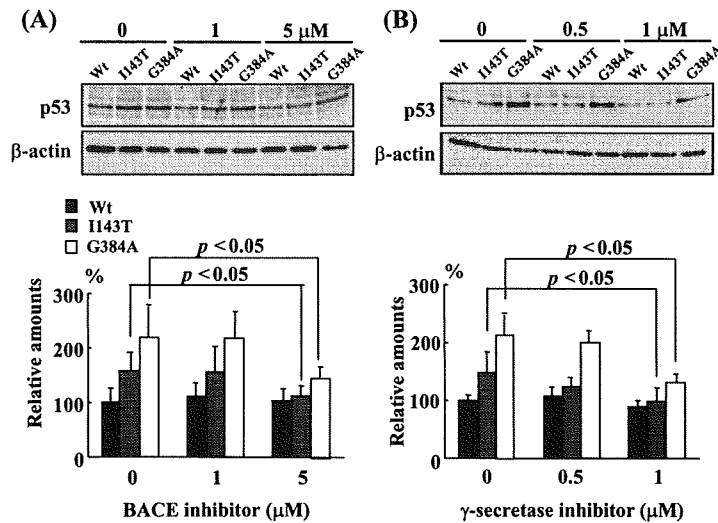 (A)
0 1 5 μM
Wt I143T G384A Wt I143T G384A Wt I143T G384A
p53
β-actin
Wt
I143T
G384A
p < 0.05
p < 0.05
%
300
200
100
0
Relative amounts
0 1 5
BACE inhibitor (μM)
(B)
0 0.5 1 μM
Wt I143T G384A Wt I143T G384A Wt I143T G384A
p53
β-actin
p < 0.05
p < 0.05
%
300
200
100
0
Relative amounts
0 0.5 1
γ-secretase inhibitor (μM)